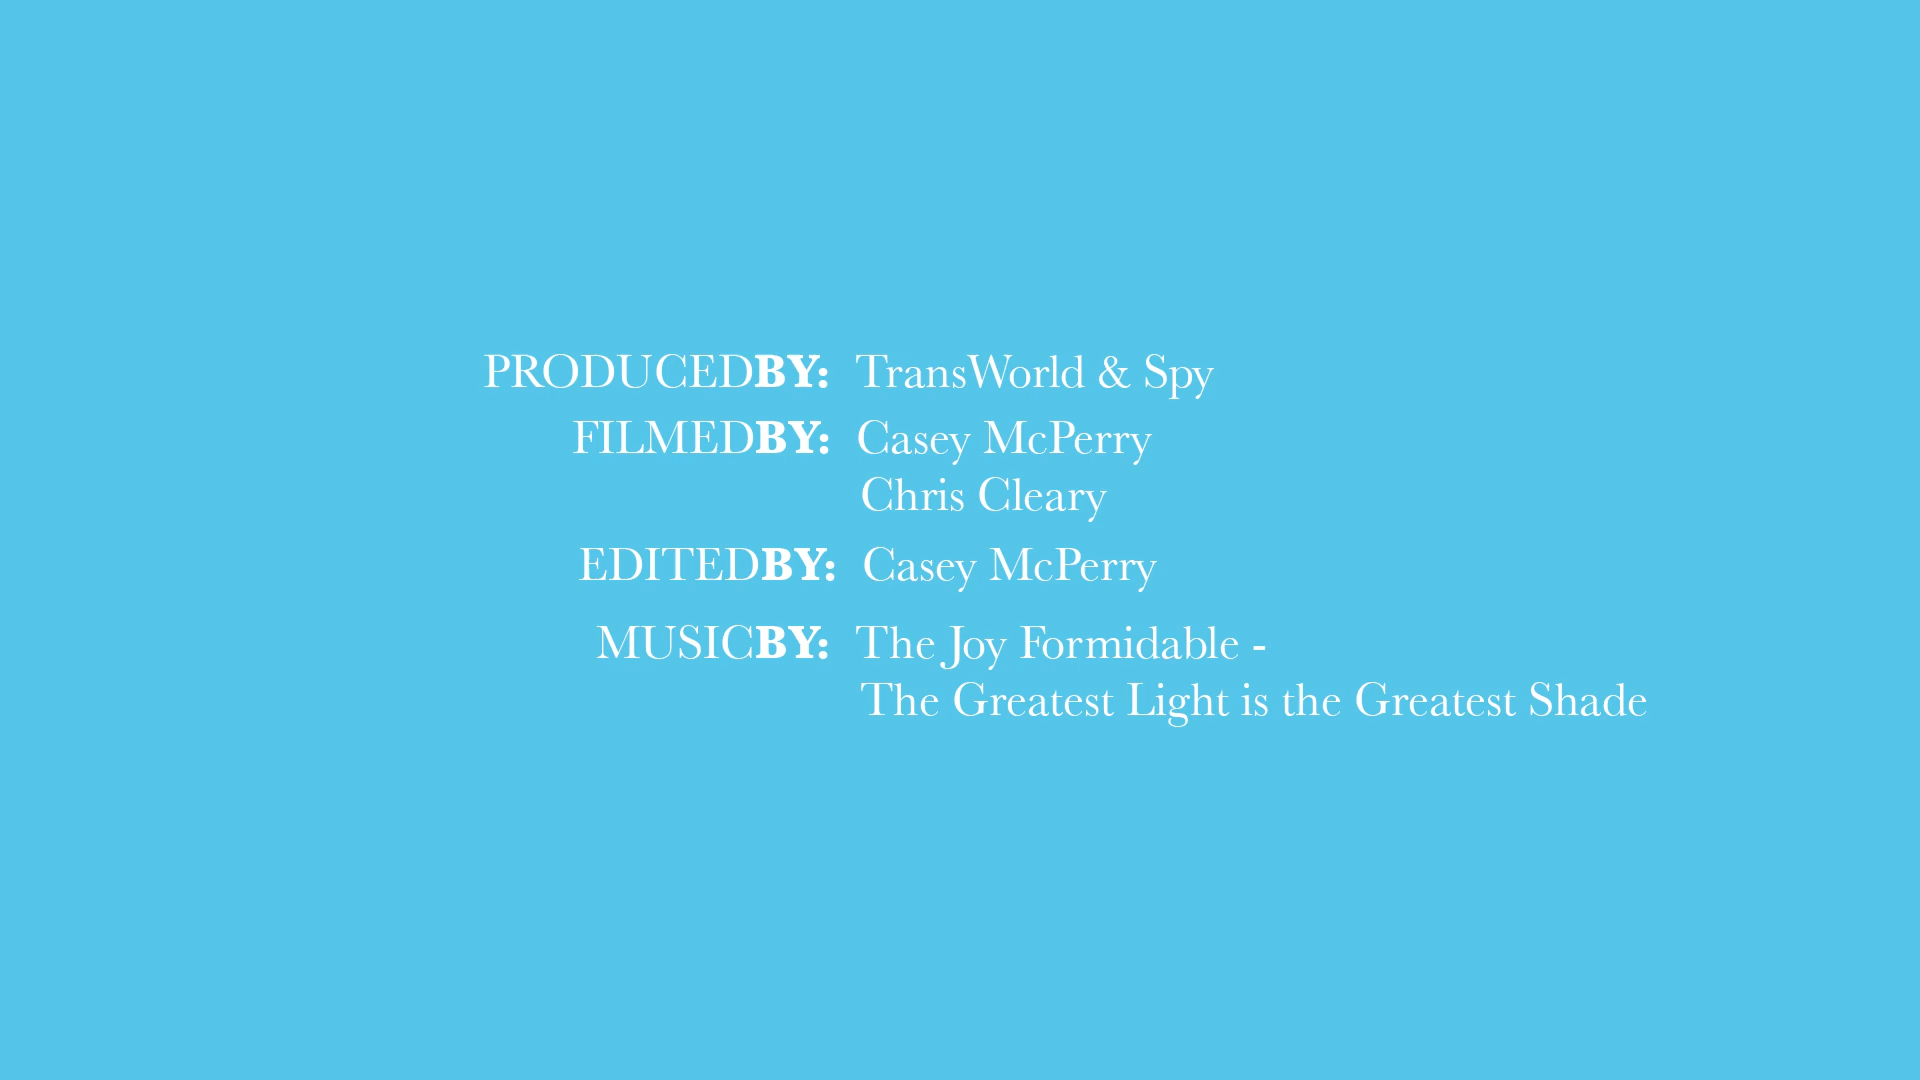 PRODUCEDBY: TransWorld & Spy
FILMEDBY: Casey McPerry
Chris Cleary
EDITEDBY: Casey McPerry
MUSICBY: The Joy Formidable -
The Greatest Light is the Greatest Shade